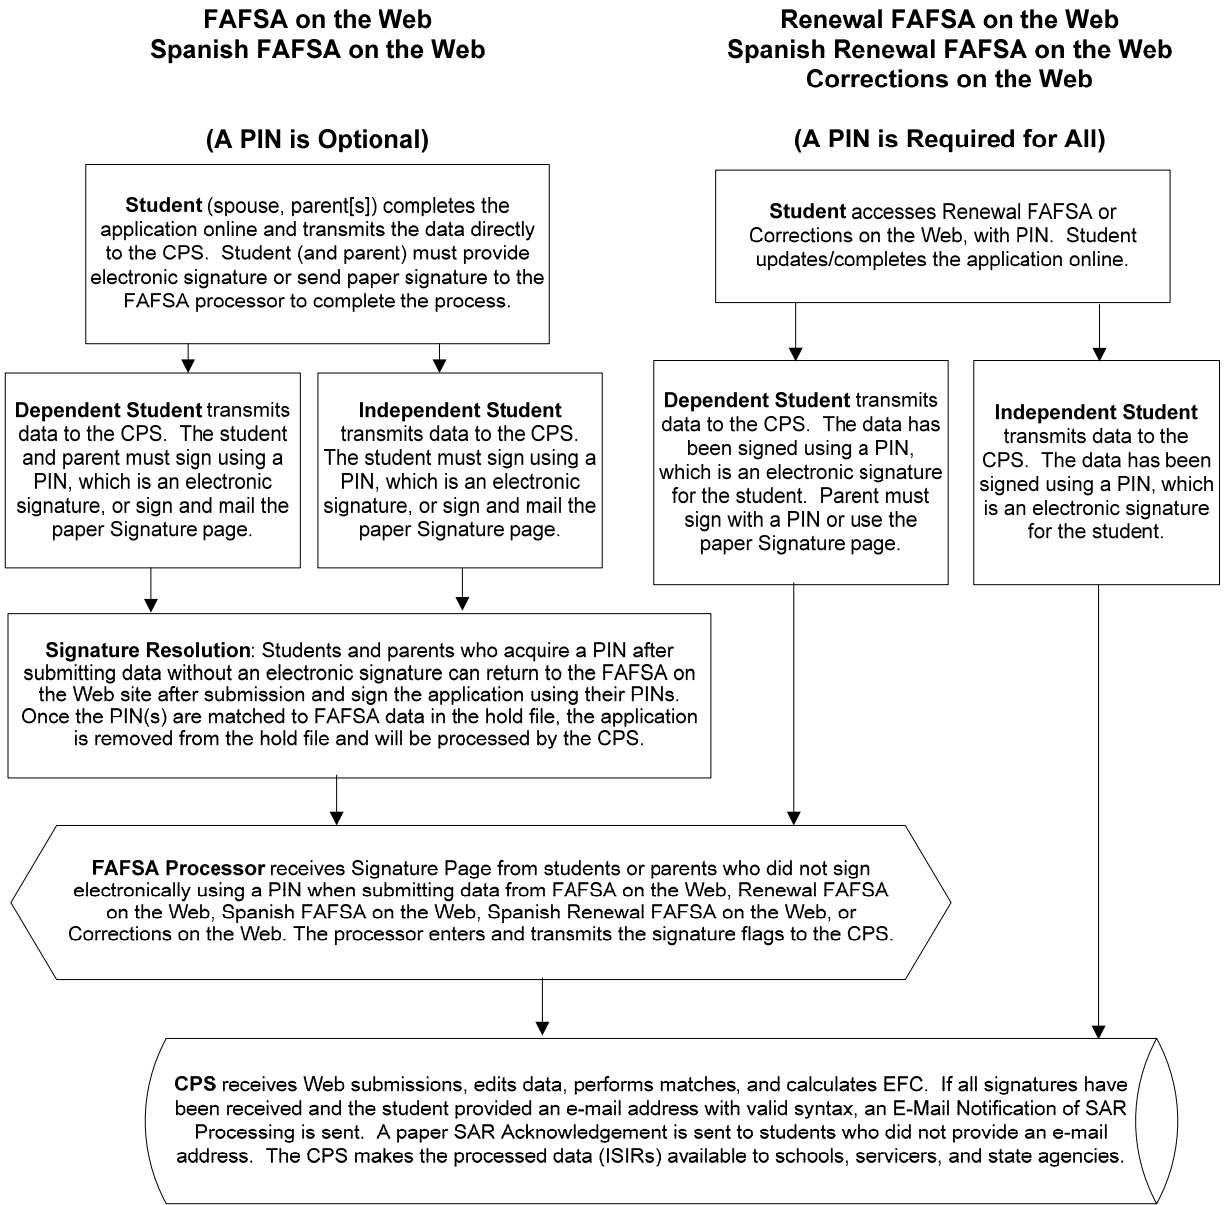 FAFSA on the Web
Spanish FAFSA on the Web
(A PIN is Optional)
Renewal FAFSA on the Web
Spanish Renewal FAFSA on the Web
Corrections on the Web
(A PIN is Required for All)
Student (spouse, parent[s]) completes the
application online and transmits the data directly
to the CPS.  Student (and parent) must provide
electronic signature or send paper signature to the
FAFSA processor to complete the process.
Student accesses Renewal FAFSA or
Corrections on the Web, with PIN.  Student
updates/completes the application online.
Dependent Student transmits
data to the CPS.  The student
and parent must sign using a
PIN, which is an electronic
signature, or sign and mail the
paper Signature page.
Independent Student
transmits data to the CPS.
The student must sign using a
PIN, which is an electronic
signature, or sign and mail the
paper Signature page.
Dependent Student transmits
data to the CPS.  The data has
been signed using a PIN,
which is an electronic signature
for the student.  Parent must
sign with a PIN or use the
paper Signature page.
Independent Student
transmits data to the
CPS.  The data has been
signed using a PIN, which
is an electronic signature
for the student.
Signature Resolution: Students and parents who acquire a PIN after
submitting data without an electronic signature can return to the FAFSA on
the Web site after submission and sign the application using their PINs.
Once the PIN(s) are matched to FAFSA data in the hold file, the application
is removed from the hold file and will be processed by the CPS.
FAFSA Processor receives Signature Page from students or parents who did not sign
electronically using a PIN when submitting data from FAFSA on the Web, Renewal FAFSA
on the Web, Spanish FAFSA on the Web, Spanish Renewal FAFSA on the Web, or
Corrections on the Web. The processor enters and transmits the signature flags to the CPS.
CPS receives Web submissions, edits data, performs matches, and calculates EFC.  If all signatures have
been received and the student provided an e-mail address with valid syntax, an E-Mail Notification of SAR
Processing is sent.  A paper SAR Acknowledgement is sent to students who did not provide an e-mail
address.  The CPS makes the processed data (ISIRs) available to schools, servicers, and state agencies.